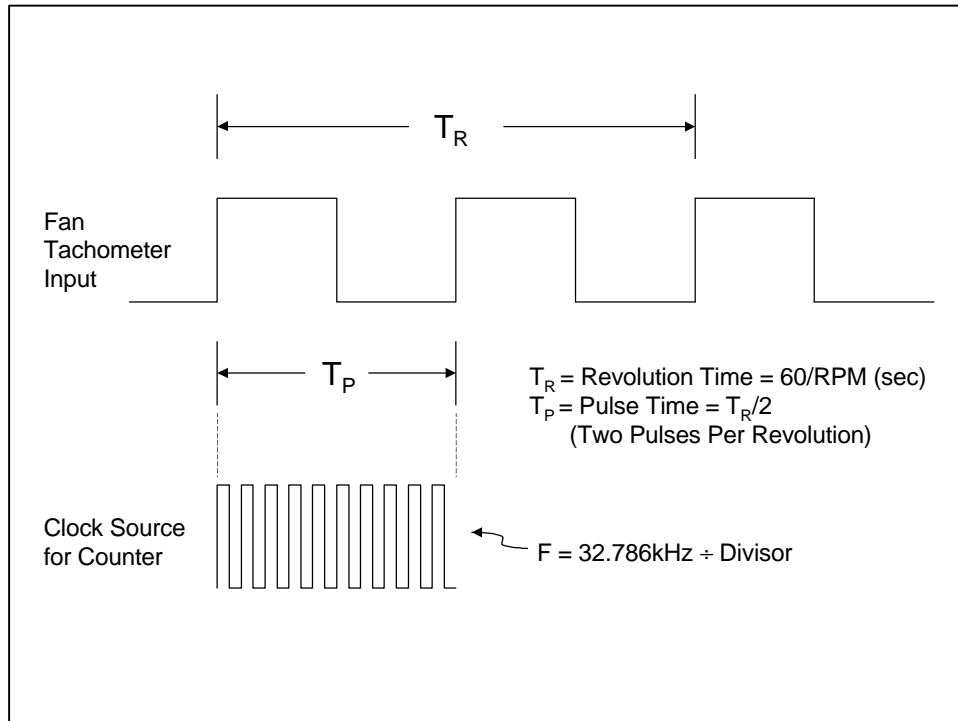 T_R
Fan
Tachometer
Input
T_P
T_R = Revolution Time = 60/RPM (sec)
T_P = Pulse Time = T_R/2
(Two Pulses Per Revolution)
Clock Source
for Counter
F = 32.786kHz ÷ Divisor